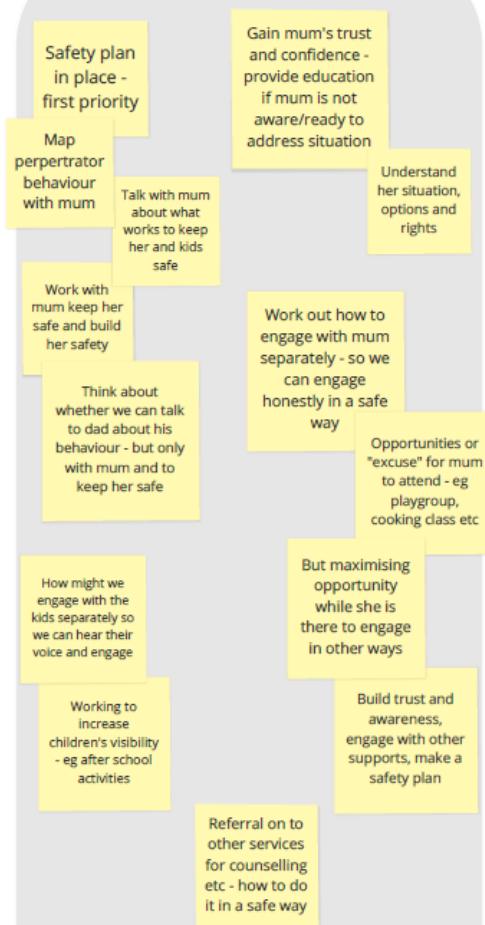 Safety plan
in place -
first priority
Map
perpertrator
behaviour
with mum
Talk with mum
about what
works to keep
her and kids
safe
Work with
mum keep her
safe and build
her safety
Think about
whether we can talk
to dad about his
behaviour - but only
with mum and to
keep her safe
Gain mum's trust
and confidence -
provide education
if mum is not
aware/ready to
address situation
Understand
her situation,
options and
rights
Work out how to
engage with mum
separately - so we
can engage
honestly in a safe
way
Opportunities or
"excuse" for mum
to attend - eg
playgroup,
cooking class etc
But maximising
opportunity
while she is
there to engage
in other ways
Build trust and
awareness,
engage with other
supports, make a
safety plan
How might we
engage with the
kids separately so
we can hear their
voice and engage
Working to
increase
children's visibility
- eg after school
activities
Referral on to
other services
for counselling
etc - how to do
it in a safe way